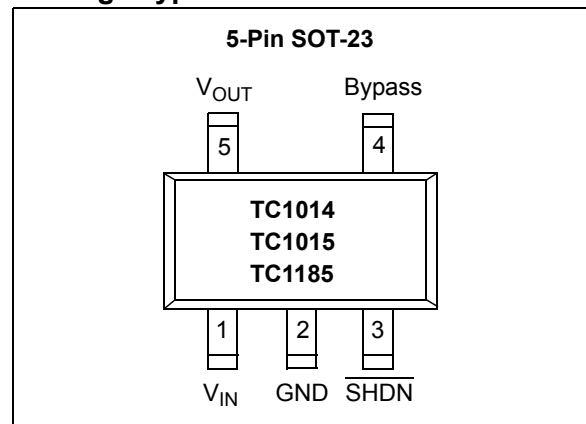 5-Pin SOT-23
VOUT Bypass
5 4
TC1014
TC1015
TC1185
1 2 3
VIN GND SHDN